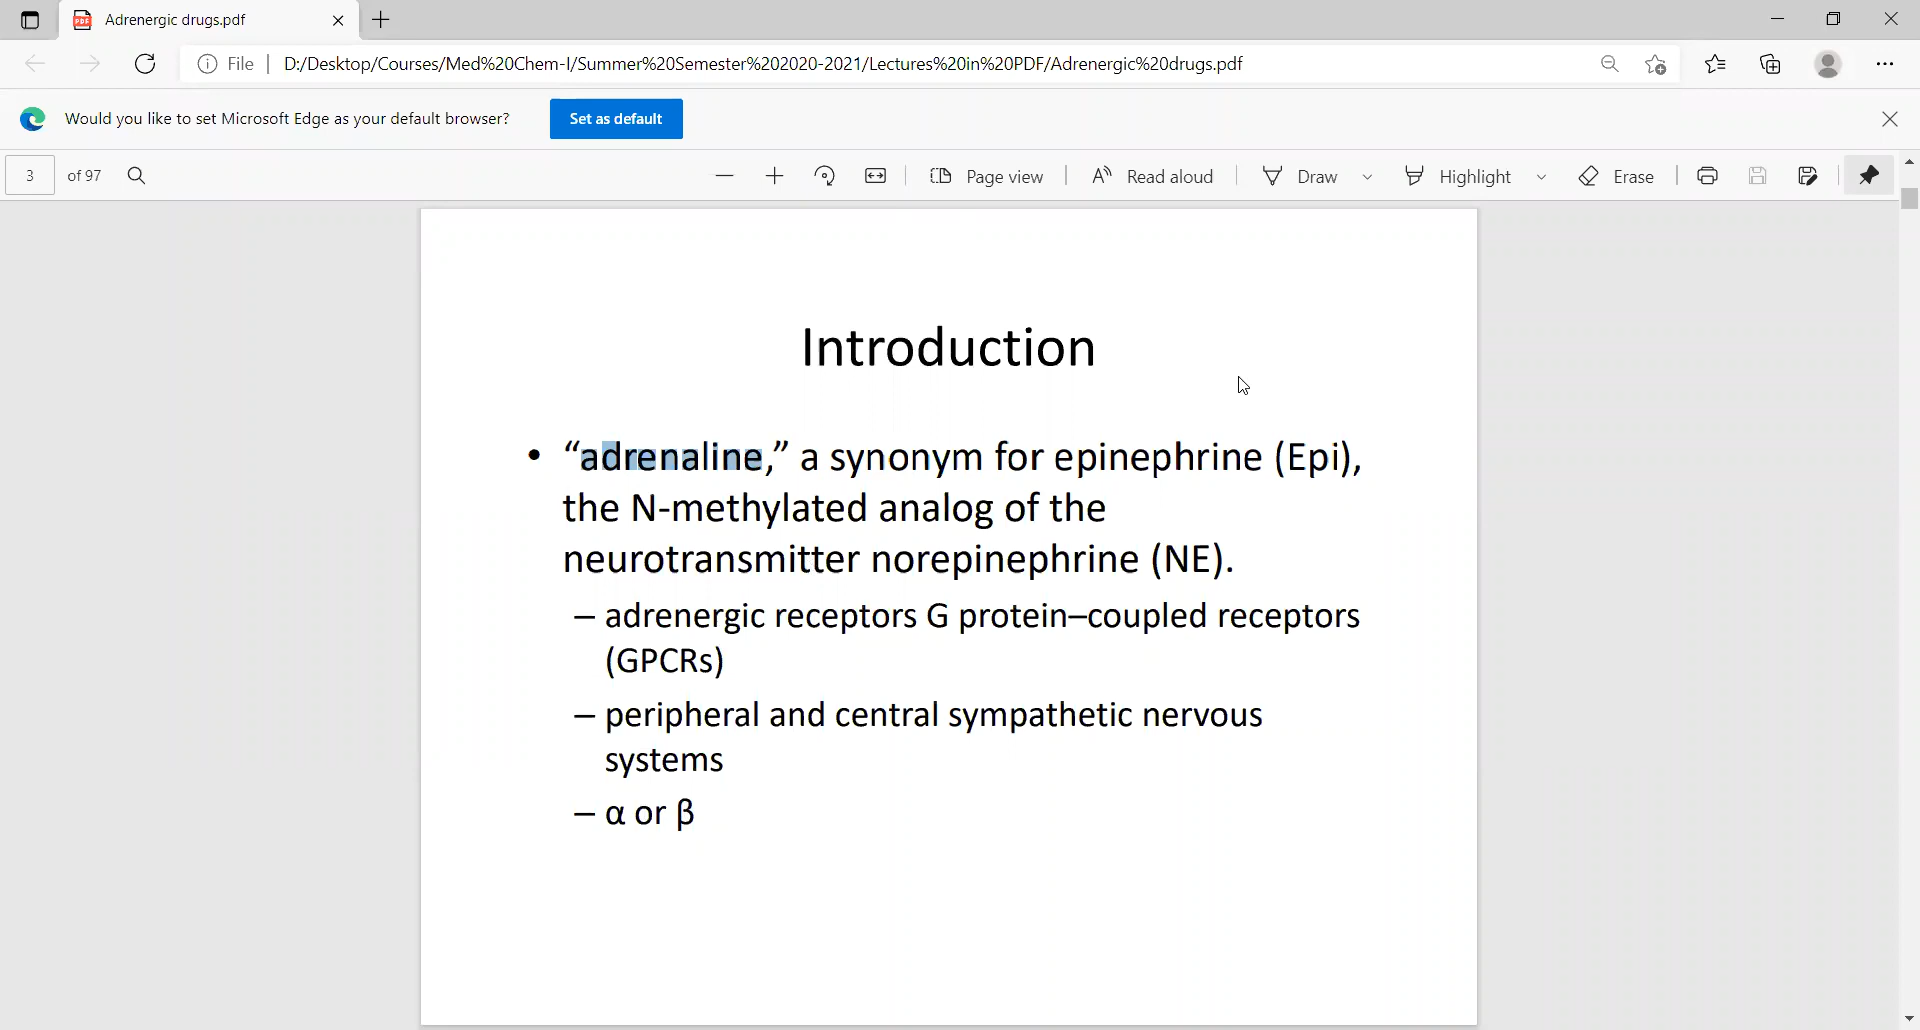 Adrenergic drugs.pdf
File | D:/Desktop/Courses/Med%20Chem-I/Summer%20Semester%202020-2021/Lectures%20in%20PDF/Adrenergic%20drugs.pdf
Would you like to set Microsoft Edge as your default browser? Set as default
3 of 97 Page view Read aloud Draw Highlight Erase
Introduction
• “adrenaline,” a synonym for epinephrine (Epi),
the N-methylated analog of the
neurotransmitter norepinephrine (NE).
– adrenergic receptors G protein–coupled receptors
(GPCRs)
– peripheral and central sympathetic nervous
systems
– α or β